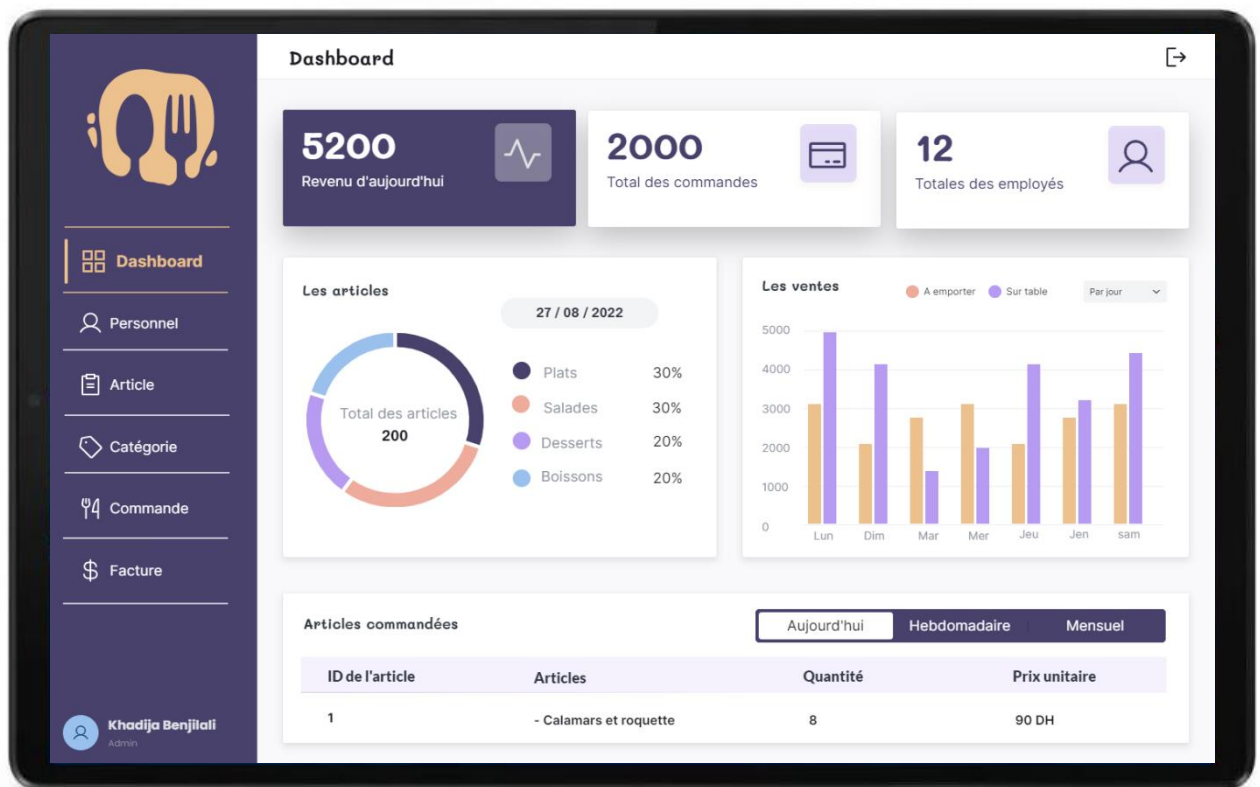 Dashboard
5200
Revenu d'aujourd'hui
2000
Total des commandes
12
Totales des employés
Dashboard
Personnel
Article
Catégorie
Commande
Facture
Khadija Benjilali
Admin
Les articles
27 / 08 / 2022
Total des articles
200
Plats 30%
Salades 30%
Desserts 20%
Boissons 20%
Les ventes
A emporter Sur table Par jour
5000
4000
3000
2000
1000
0
Lun Dim Mar Mer Jeu Jen sam
Articles commandées
Aujourd'hui Hebdomadaire Mensuel
ID de l'article Articles Quantité Prix unitaire
1 - Calamars et roquette 8 90 DH